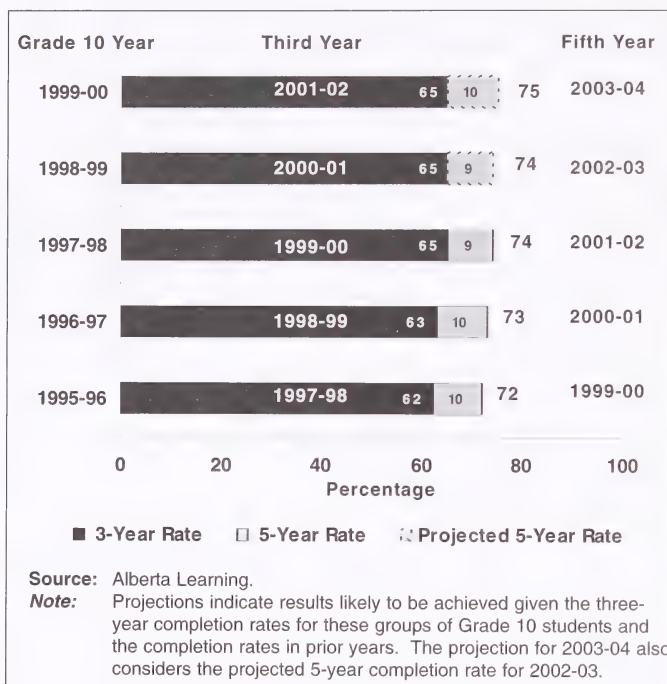 Grade 10 Year Third Year Fifth Year
1999-00 2001-02 65 10 75 2003-04
1998-99 2000-01 65 9 74 2002-03
1997-98 1999-00 65 9 74 2001-02
1996-97 1998-99 63 10 73 2000-01
1995-96 1997-98 62 10 72 1999-00
0 20 40 60 80 100
Percentage
3-Year Rate 5-Year Rate Projected 5-Year Rate
Source: Alberta Learning.
Note: Projections indicate results likely to be achieved given the three-
year completion rates for these groups of Grade 10 students and
the completion rates in prior years. The projection for 2003-04 also
considers the projected 5-year completion rate for 2002-03.